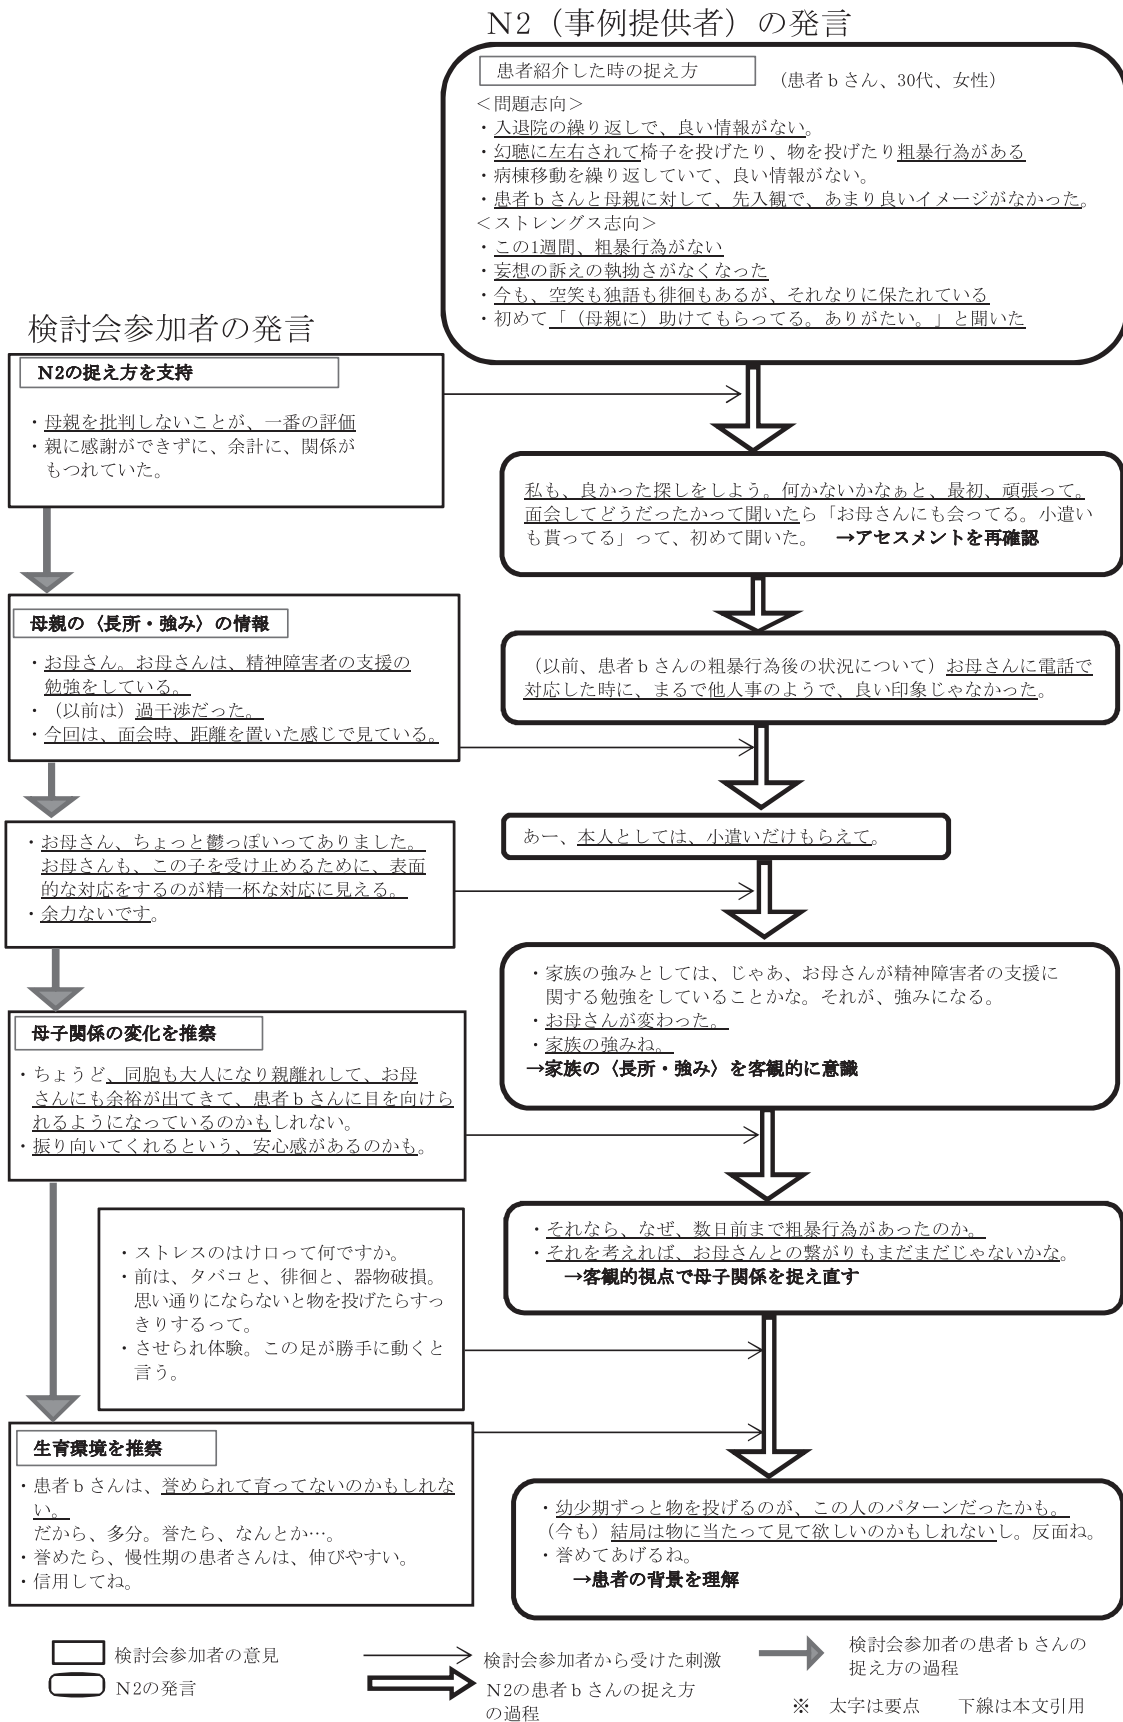 N2（事例提供者）の発言
患者紹介した時の捉え方
（患者ｂさん、30代、女性）
＜問題志向＞
・入退院の繰り返しで、良い情報がない。
・幻聴に左右されて椅子を投げたり、物を投げたり粗暴行為がある
・病棟移動を繰り返していて、良い情報がない。
・患者ｂさんと母親に対して、先入観で、あまり良いイメージがなかった。
＜ストレングス志向＞
・この1週間、粗暴行為がない
・妄想の訴えの執拗さがなくなった
・今も、空笑も独語も徘徊もあるが、それなりに保たれている
・初めて「（母親に）助けてもらってる。ありがたい。」と聞いた
検討会参加者の発言
N2の捉え方を支持
・母親を批判しないことが、一番の評価
・親に感謝ができずに、余計に、関係が
もつれていた。
私も、良かった探しをしよう。何かないかなぁと、最初、頑張って。
面会してどうだったかって聞いたら「お母さんにも会ってる。小遣い
も貰ってる」って、初めて聞いた。　→アセスメントを再確認
母親の〈長所・強み〉の情報
・お母さん。お母さんは、精神障害者の支援の
勉強をしている。
・（以前は）過干渉だった。
・今回は、面会時、距離を置いた感じで見ている。
（以前、患者ｂさんの粗暴行為後の状況について）お母さんに電話で
対応した時に、まるで他人事のようで、良い印象じゃなかった。
あー、本人としては、小遣いだけもらえて。
・お母さん、ちょっと鬱っぽいってありました。
お母さんも、この子を受け止めるために、表面
的な対応をするのが精一杯な対応に見える。
・余力ないです。
・家族の強みとしては、じゃあ、お母さんが精神障害者の支援に
関する勉強をしていることかな。それが、強みになる。
・お母さんが変わった。
・家族の強みね。
→家族の〈長所・強み〉を客観的に意識
母子関係の変化を推察
・ちょうど、同胞も大人になり親離れして、お母
さんにも余裕が出てきて、患者ｂさんに目を向けら
れるようになっているのかもしれない。
・振り向いてくれるという、安心感があるのかも。
・それなら、なぜ、数日前まで粗暴行為があったのか。
・それを考えれば、お母さんとの繋がりもまだまだじゃないかな。
→客観的視点で母子関係を捉え直す
・ストレスのはけ口って何ですか。
・前は、タバコと、徘徊と、器物破損。
思い通りにならないと物を投げたらすっ
きりするって。
・させられ体験。この足が勝手に動くと
言う。
生育環境を推察
・患者ｂさんは、誉められて育ってないのかもしれな
い。
だから、多分。誉たら、なんとか…。
・誉めたら、慢性期の患者さんは、伸びやすい。
・信用してね。
・幼少期ずっと物を投げるのが、この人のパターンだったかも。
（今も）結局は物に当たって見て欲しいのかもしれないし。反面ね。
・誉めてあげるね。
→患者の背景を理解
検討会参加者の意見
N2の発言
検討会参加者から受けた刺激
N2の患者ｂさんの捉え方
の過程
検討会参加者の患者ｂさんの
捉え方の過程
※　太字は要点　　下線は本文引用